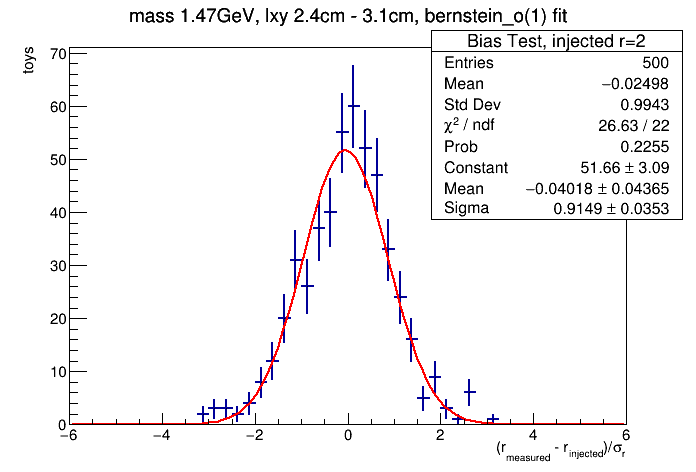 mass 1.47GeV, lxy 2.4cm - 3.1cm, bernstein_o(1) fit
toys
Bias Test, injected r=2
Entries 500
Mean −0.02498
Std Dev 0.9943
χ² / ndf 26.63 / 22
Prob 0.2255
Constant 51.66 ± 3.09
Mean −0.04018 ± 0.04365
Sigma 0.9149 ± 0.0353
70
60
50
40
30
20
10
0
−6 −4 −2 0 2 4 6
(r_measured - r_injected)/σ_r